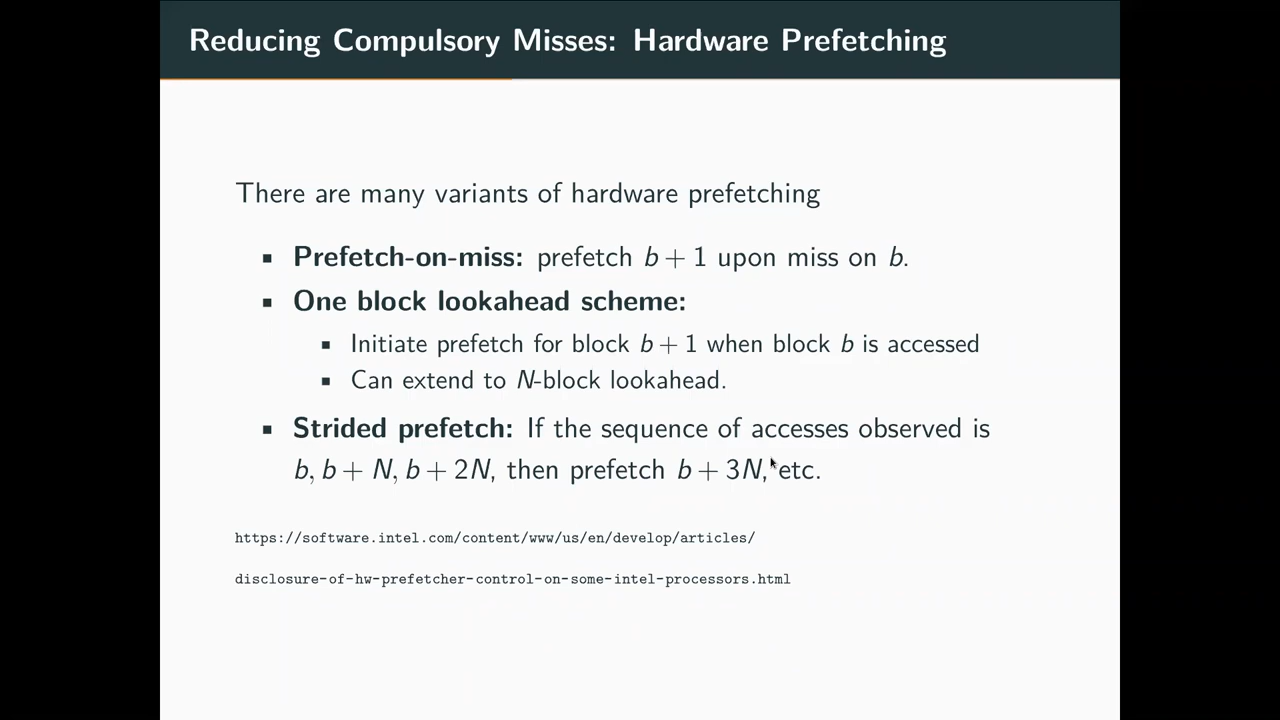 Reducing Compulsory Misses: Hardware Prefetching
There are many variants of hardware prefetching
▪ Prefetch-on-miss: prefetch b + 1 upon miss on b.
▪ One block lookahead scheme:
▪ Initiate prefetch for block b + 1 when block b is accessed
▪ Can extend to N-block lookahead.
▪ Strided prefetch: If the sequence of accesses observed is
b, b + N, b + 2N, then prefetch b + 3N, etc.
https://software.intel.com/content/www/us/en/develop/articles/
disclosure-of-hw-prefetcher-control-on-some-intel-processors.html